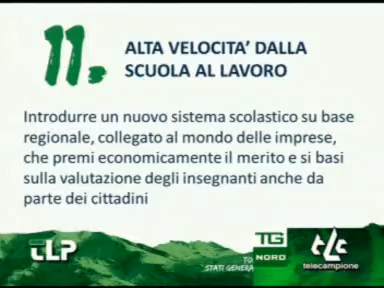 11.
ALTA VELOCITA' DALLA
SCUOLA AL LAVORO
Introdurre un nuovo sistema scolastico su base
regionale, collegato al mondo delle imprese,
che premi economicamente il merito e si basi
sulla valutazione degli insegnanti anche da
parte dei cittadini
tLP
TG
NORD
STATI GENERA
tlc
telecampione